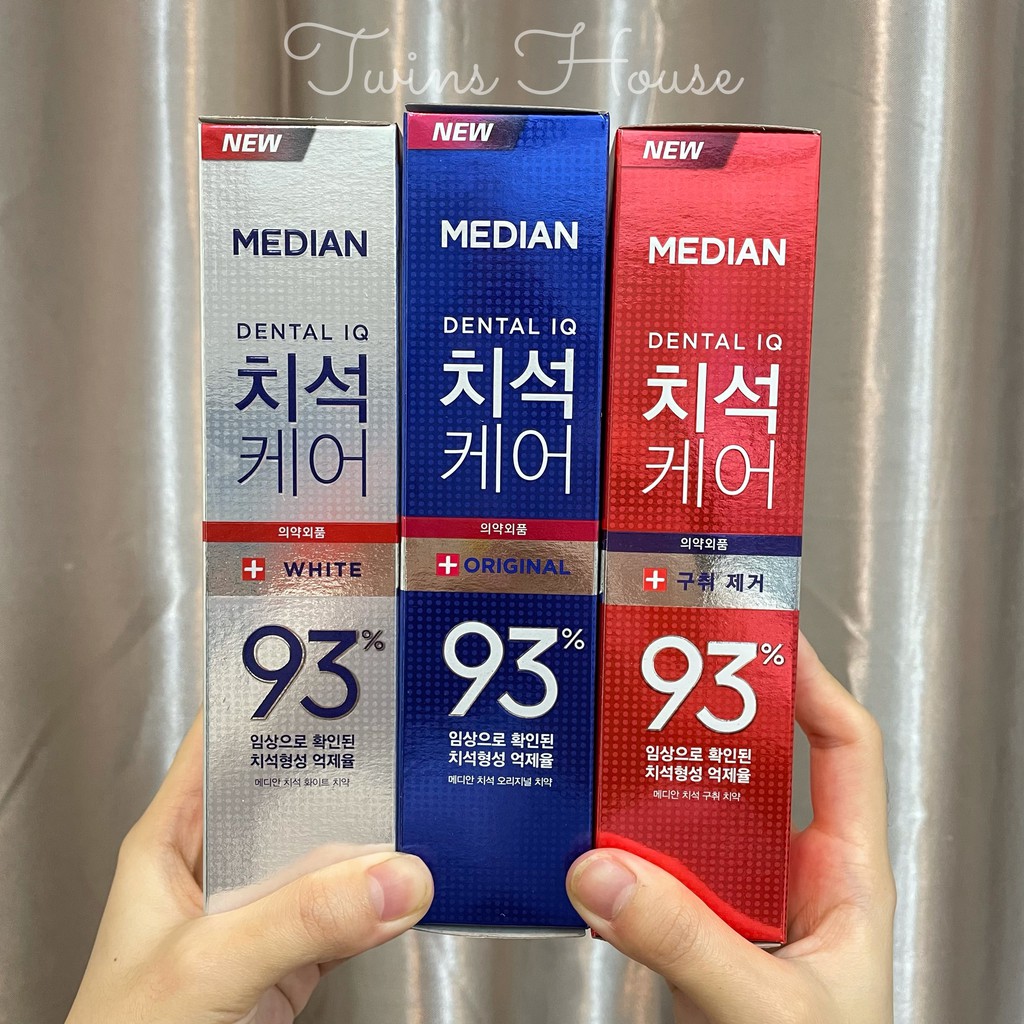 Twins House
NEW
MEDIAN
DENTAL IQ
치석
케어
의약외품
WHITE
93%
임상으로 확인된
치석형성 억제율
메디안 치석 화이트 치약
NEW
MEDIAN
DENTAL IQ
치석
케어
의약외품
ORIGINAL
93%
임상으로 확인된
치석형성 억제율
메디안 치석 오리지널 치약
NEW
MEDIAN
DENTAL IQ
치석
케어
의약외품
구취 제거
93%
임상으로 확인된
치석형성 억제율
메디안 치석 구취 치약